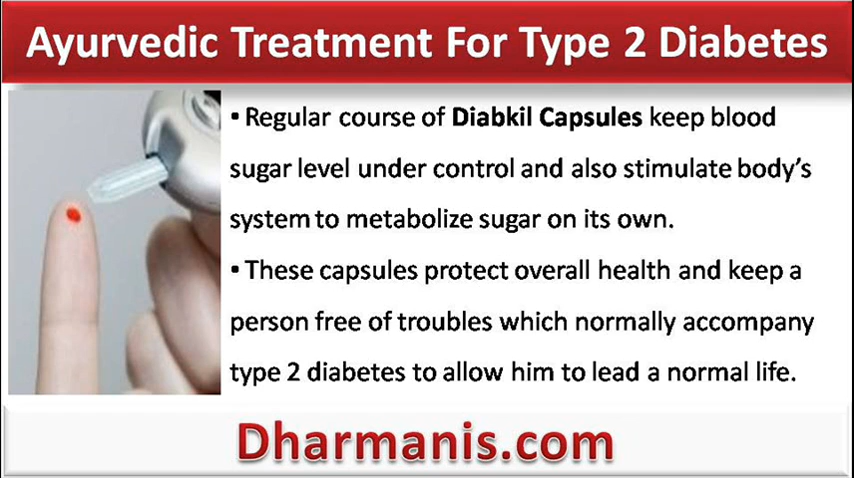 Ayurvedic Treatment For Type 2 Diabetes
• Regular course of Diabkil Capsules keep blood
sugar level under control and also stimulate body’s
system to metabolize sugar on its own.
• These capsules protect overall health and keep a
person free of troubles which normally accompany
type 2 diabetes to allow him to lead a normal life.
Dharmanis.com